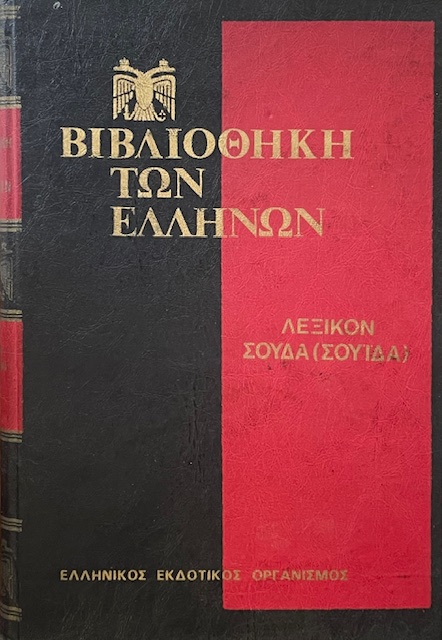 ΒΙΒΛΙΟΘΗΚΗ
ΤΩΝ
ΕΛΛΗΝΩΝ
ΛΕΞΙΚΟΝ
ΣΟΥΔΑ (ΣΟΥΪΔΑ)
ΕΛΛΗΝΙΚΟΣ ΕΚΔΟΤΙΚΟΣ ΟΡΓΑΝΙΣΜΟΣ